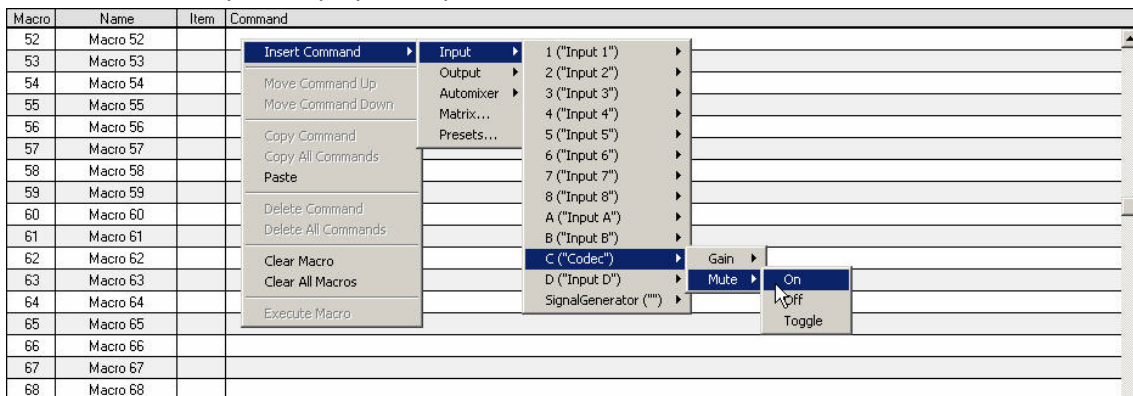 Macro Name Item Command
52 Macro 52
53 Macro 53
54 Macro 54
55 Macro 55
56 Macro 56
57 Macro 57
58 Macro 58
59 Macro 59
60 Macro 60
61 Macro 61
62 Macro 62
63 Macro 63
64 Macro 64
65 Macro 65
66 Macro 66
67 Macro 67
68 Macro 68
Insert Command
Move Command Up
Move Command Down
Copy Command
Copy All Commands
Paste
Delete Command
Delete All Commands
Clear Macro
Clear All Macros
Execute Macro
Input
Output
Automixer
Matrix...
Presets...
1 ("Input 1")
2 ("Input 2")
3 ("Input 3")
4 ("Input 4")
5 ("Input 5")
6 ("Input 6")
7 ("Input 7")
8 ("Input 8")
A ("Input A")
B ("Input B")
C ("Codec")
D ("Input D")
SignalGenerator ("")
Gain
Mute
On
Off
Toggle